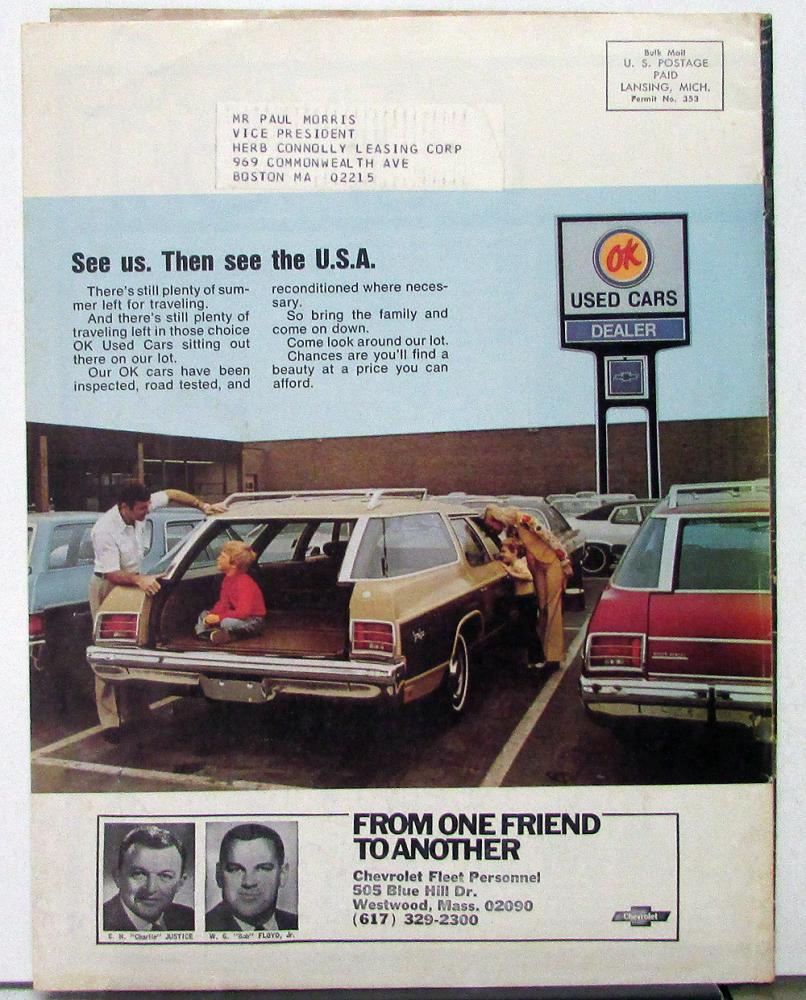 Bulk Mail
U. S. POSTAGE
PAID
LANSING, MICH.
Permit No. 353
MR PAUL MORRIS
VICE PRESIDENT
HERB CONNOLLY LEASING CORP
969 COMMONWEALTH AVE
BOSTON MA 02215
See us. Then see the U.S.A.
There's still plenty of sum-
mer left for traveling.
And there's still plenty of
traveling left in those choice
OK Used Cars sitting out
there on our lot.
Our OK cars have been
inspected, road tested, and
reconditioned where neces-
sary.
So bring the family and
come on down.
Come look around our lot.
Chances are you'll find a
beauty at a price you can
afford.
OK
USED CARS
DEALER
FROM ONE FRIEND
TO ANOTHER
Chevrolet Fleet Personnel
505 Blue Hill Dr.
Westwood, Mass. 02090
(617) 329-2300
Chevrolet
C. H. "Charlie" JUSTICE
W. G. "Bob" FLOYD, Jr.